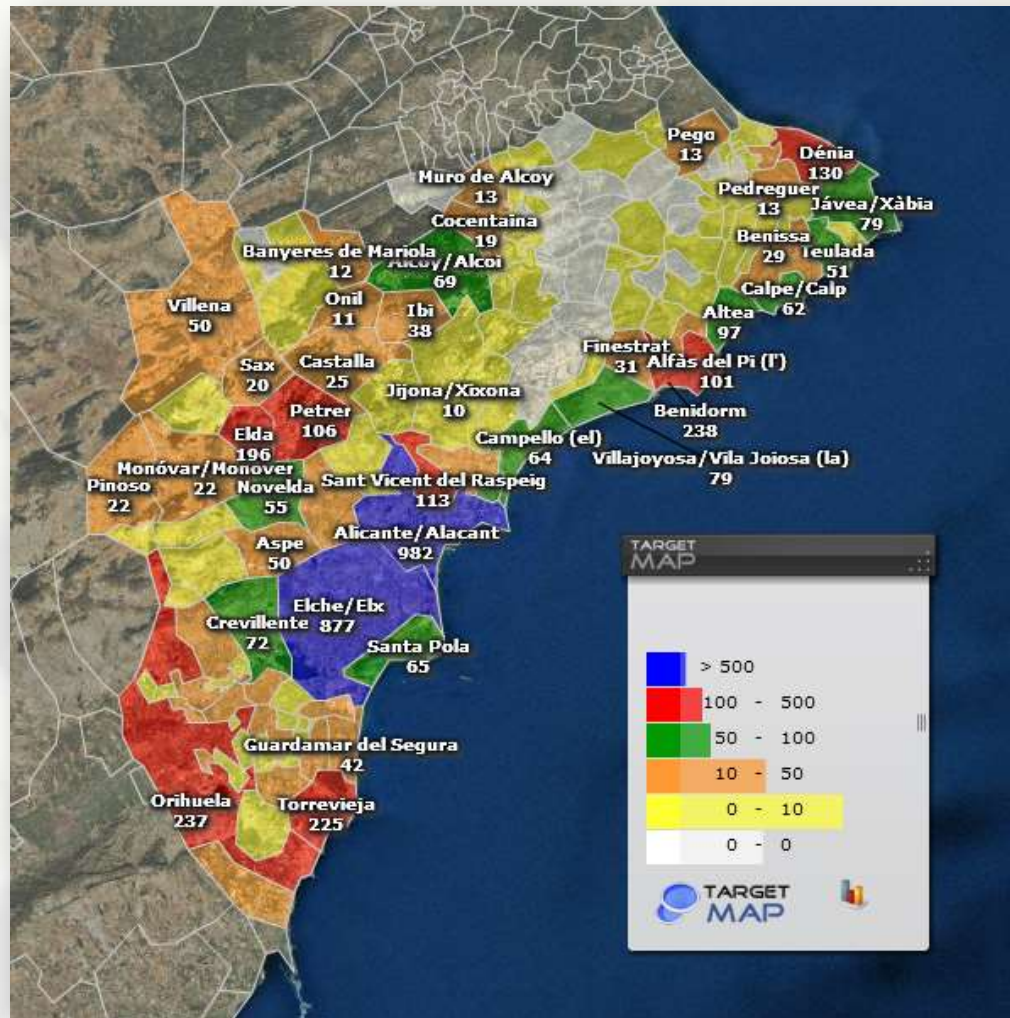 Pego
13
Dénia
130
Muro de Alcoy
13
Pedreguer
13
Jávea/Xàbia
79
Cocentaina
19
Benissa
29
Teulada
51
Banyeres de Mariola
12
Alcoy/Alcoi
69
Calpe/Calp
62
Villena
50
Onil
11
Ibi
38
Altea
97
Finestrat
31
Alfàs del Pi (l')
101
Sax
20
Castalla
25
Jijona/Xixona
10
Benidorm
238
Petrer
106
Elda
196
Campello (el)
64
Villajoyosa/Vila Joiosa (la)
79
Monóvar/Monover
22
Pinoso
22
Novelda
55
Sant Vicent del Raspeig
113
Alicante/Alacant
982
Aspe
50
Elche/Elx
877
Crevillente
72
Santa Pola
65
Guardamar del Segura
42
Orihuela
237
Torrevieja
225
TARGET
MAP
> 500
100 - 500
50 - 100
10 - 50
0 - 10
0 - 0
TARGET
MAP